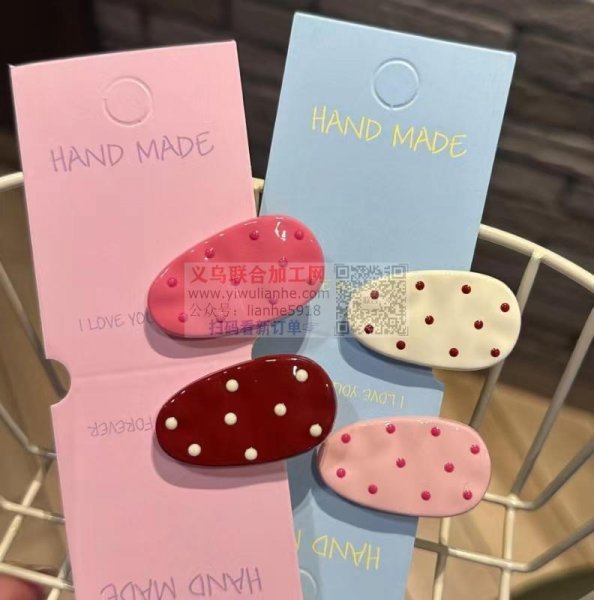 HAND MADE
HAND MADE
义乌联合加工网
www.yiwulianhe.com
公众号：lianhe5918
扫码看新订单
I LOVE YOU
I LOVE YOU
FOREVER
HAND MADE
HAND MADE